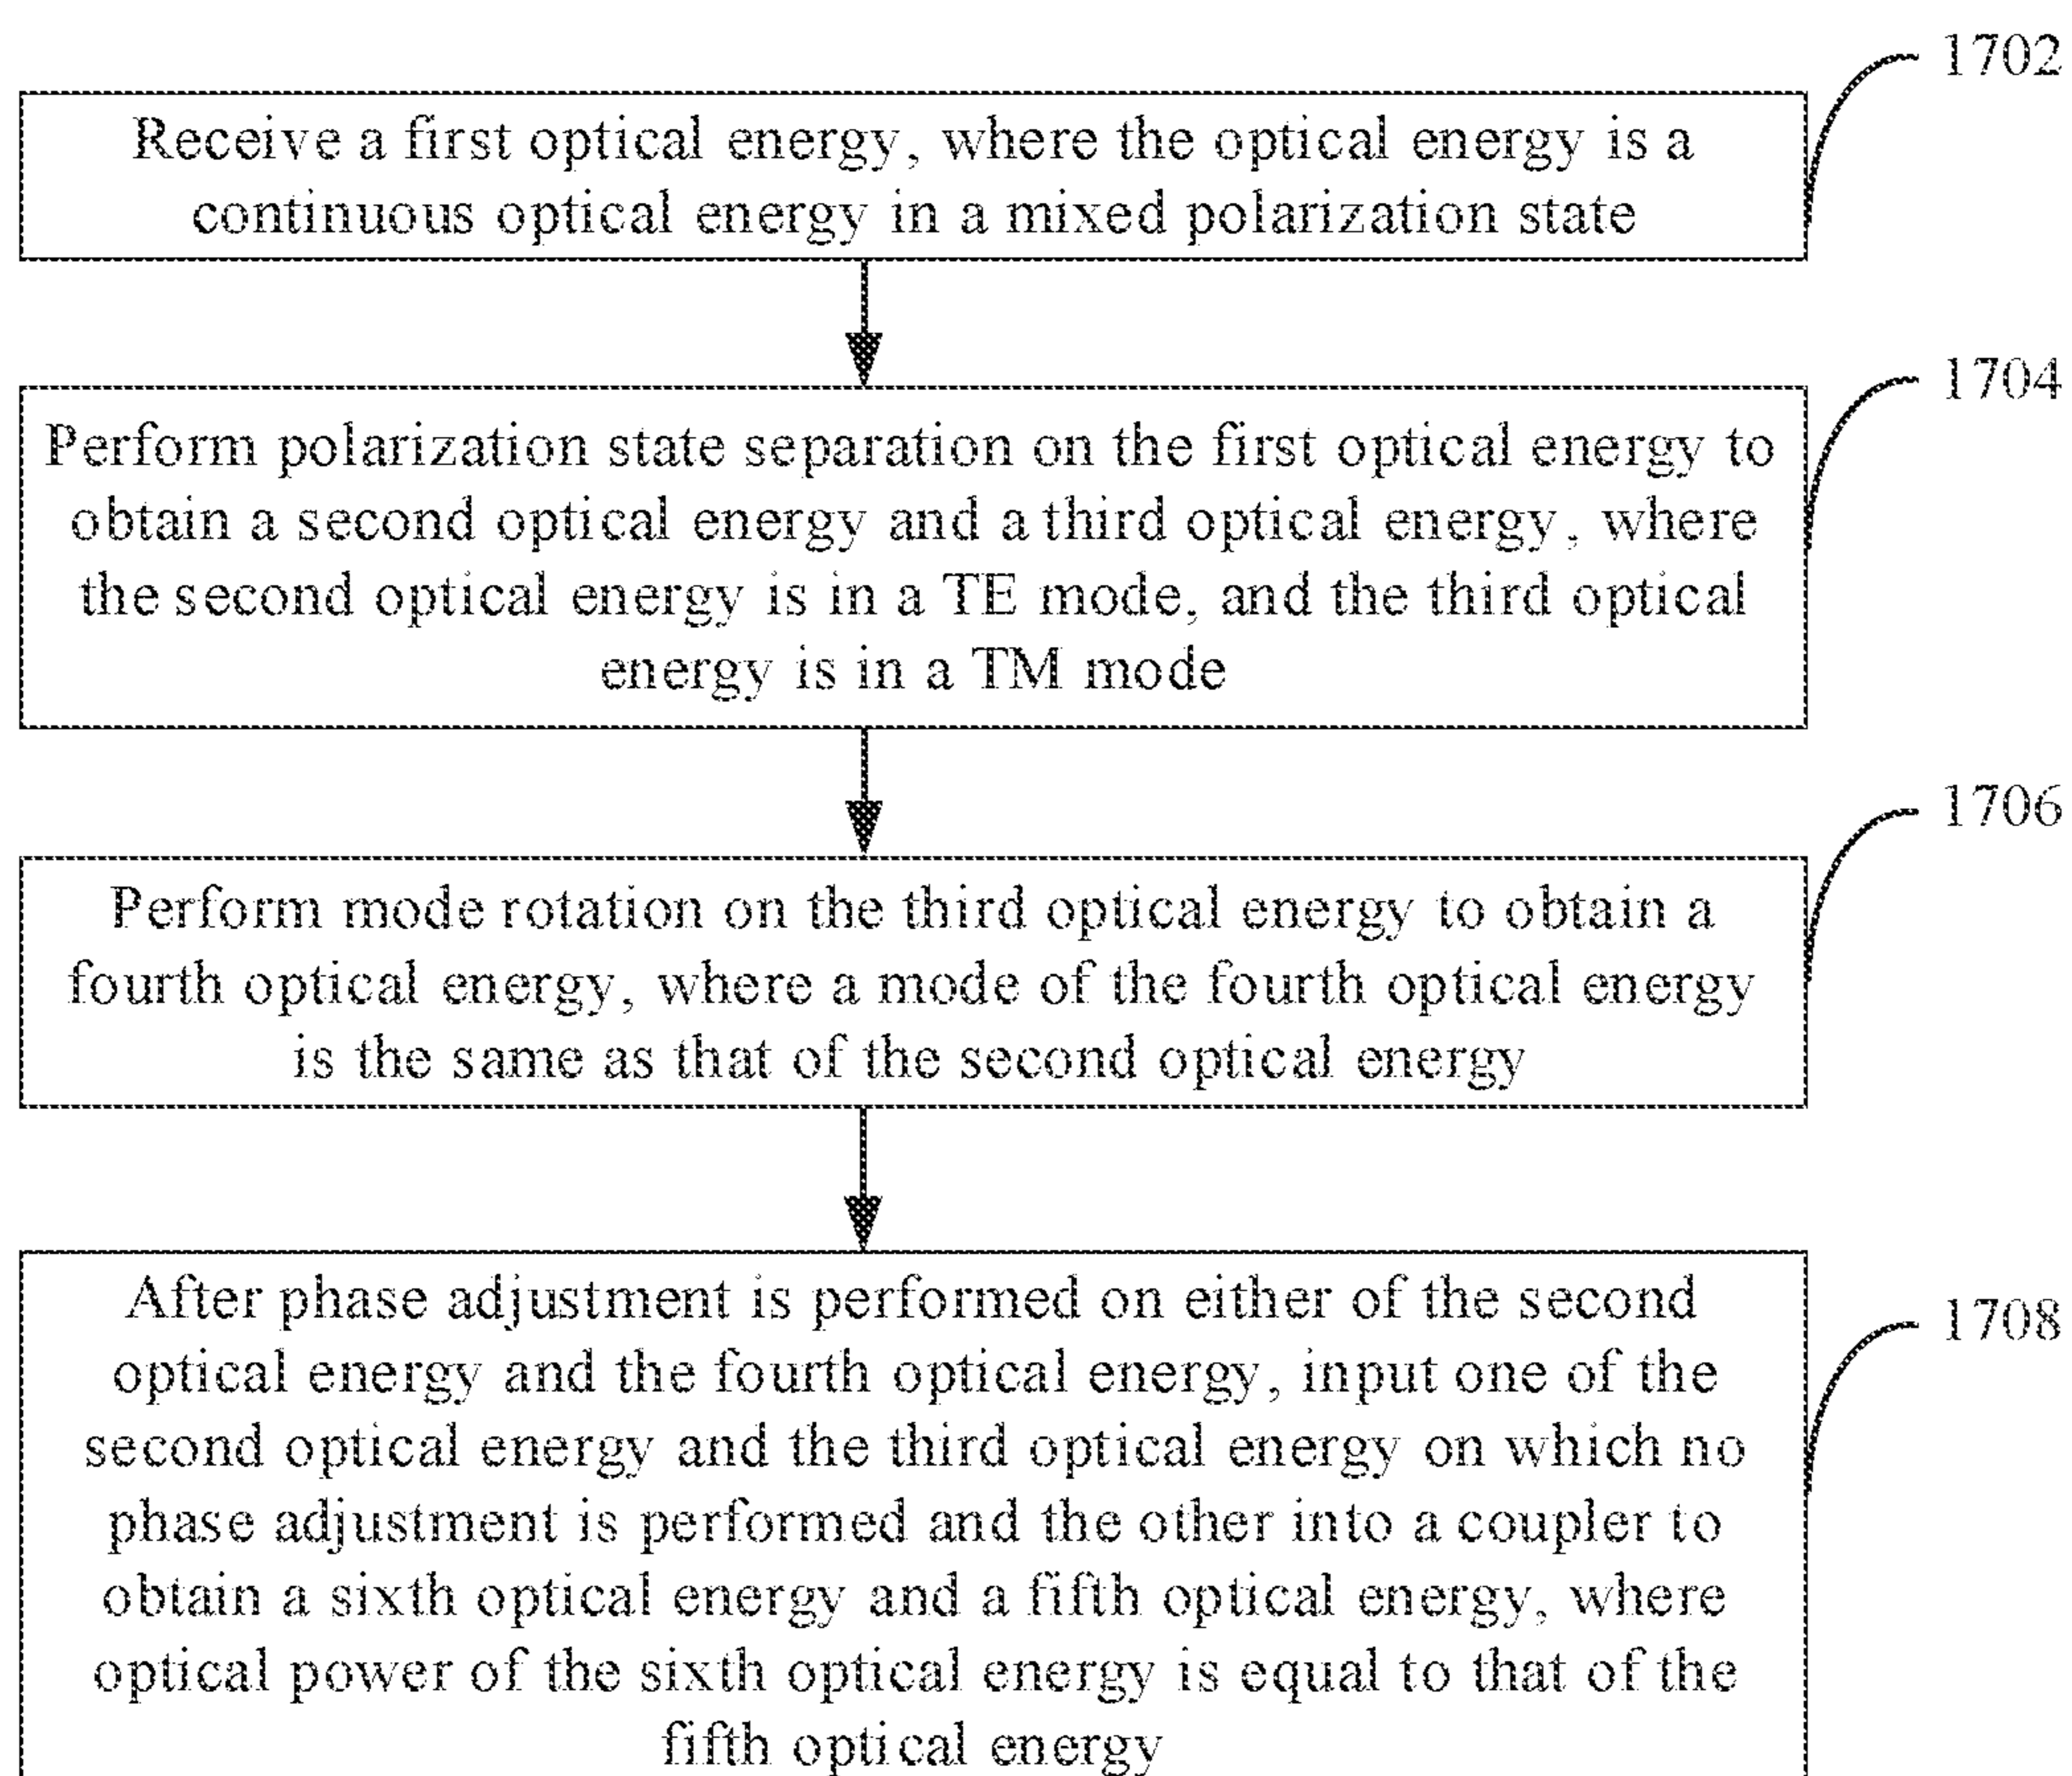 1702
Receive a first optical energy, where the optical energy is a
continuous optical energy in a mixed polarization state
1704
Perform polarization state separation on the first optical energy to
obtain a second optical energy and a third optical energy, where
the second optical energy is in a TE mode, and the third optical
energy is in a TM mode
1706
Perform mode rotation on the third optical energy to obtain a
fourth optical energy, where a mode of the fourth optical energy
is the same as that of the second optical energy
1708
After phase adjustment is performed on either of the second
optical energy and the fourth optical energy, input one of the
second optical energy and the third optical energy on which no
phase adjustment is performed and the other into a coupler to
obtain a sixth optical energy and a fifth optical energy, where
optical power of the sixth optical energy is equal to that of the
fifth optical energy